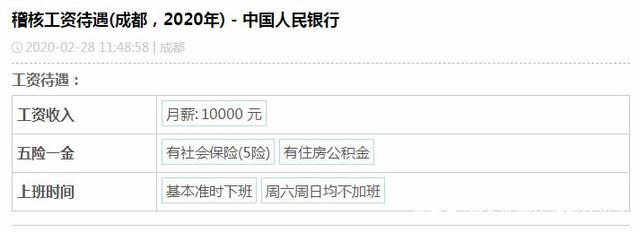 稽核工资待遇(成都，2020年) - 中国人民银行
2020-02-28 11:48:58 | 成都
工资待遇：
工资收入 月薪: 10000 元
五险一金 有社会保险(5险) 有住房公积金
上班时间 基本准时下班 周六周日均不加班